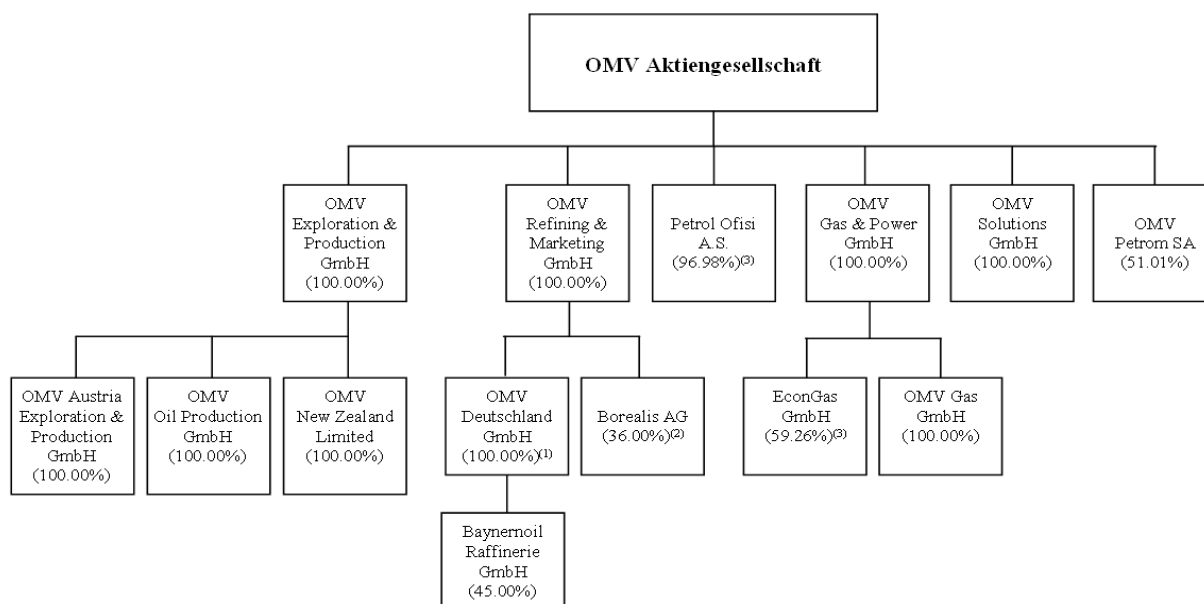 OMV Aktiengesellschaft
OMV
Exploration &
Production
GmbH
(100.00%)
OMV
Refining &
Marketing
GmbH
(100.00%)
Petrol Ofisi
A.S.
(96.98%)(3)
OMV
Gas & Power
GmbH
(100.00%)
OMV
Solutions
GmbH
(100.00%)
OMV
Petrom SA
(51.01%)
OMV Austria
Exploration &
Production
GmbH
(100.00%)
OMV
Oil Production
GmbH
(100.00%)
OMV
New Zealand
Limited
(100.00%)
OMV
Deutschland
GmbH
(100.00%)(1)
Borealis AG
(36.00%)(2)
EconGas
GmbH
(59.26%)(3)
OMV Gas
GmbH
(100.00%)
Baynernoil
Raffinerie
GmbH
(45.00%)